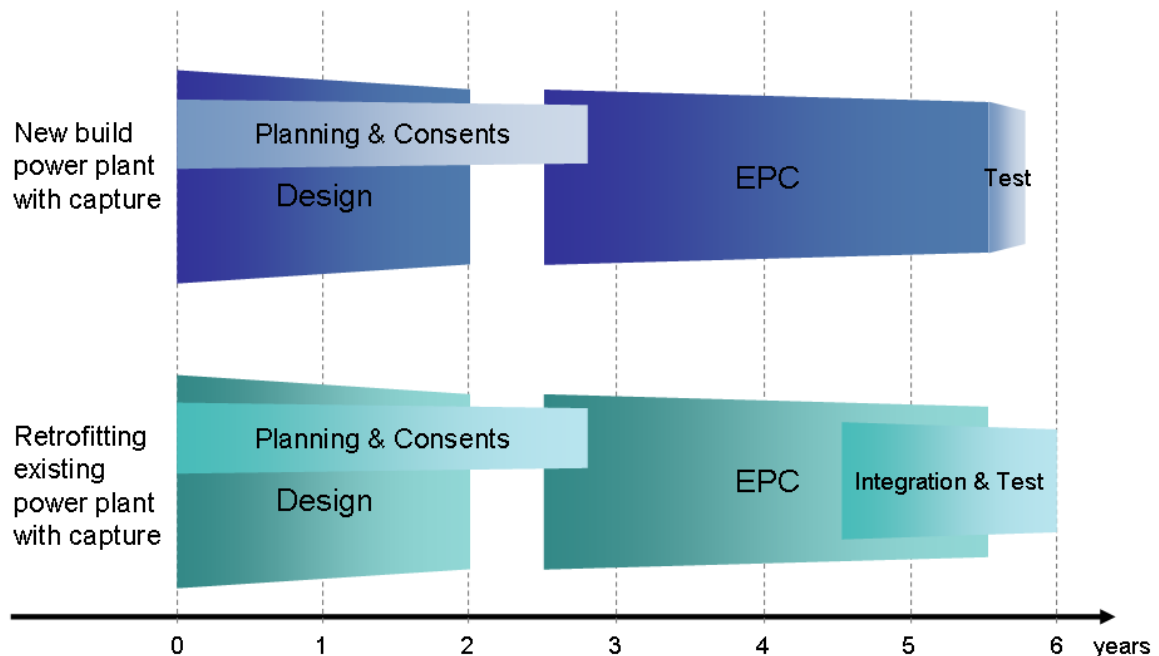 New build
power plant
with capture
Planning & Consents
Design
EPC
Test
Retrofitting
existing
power plant
with capture
Planning & Consents
Design
EPC
Integration & Test
0 1 2 3 4 5 6 years